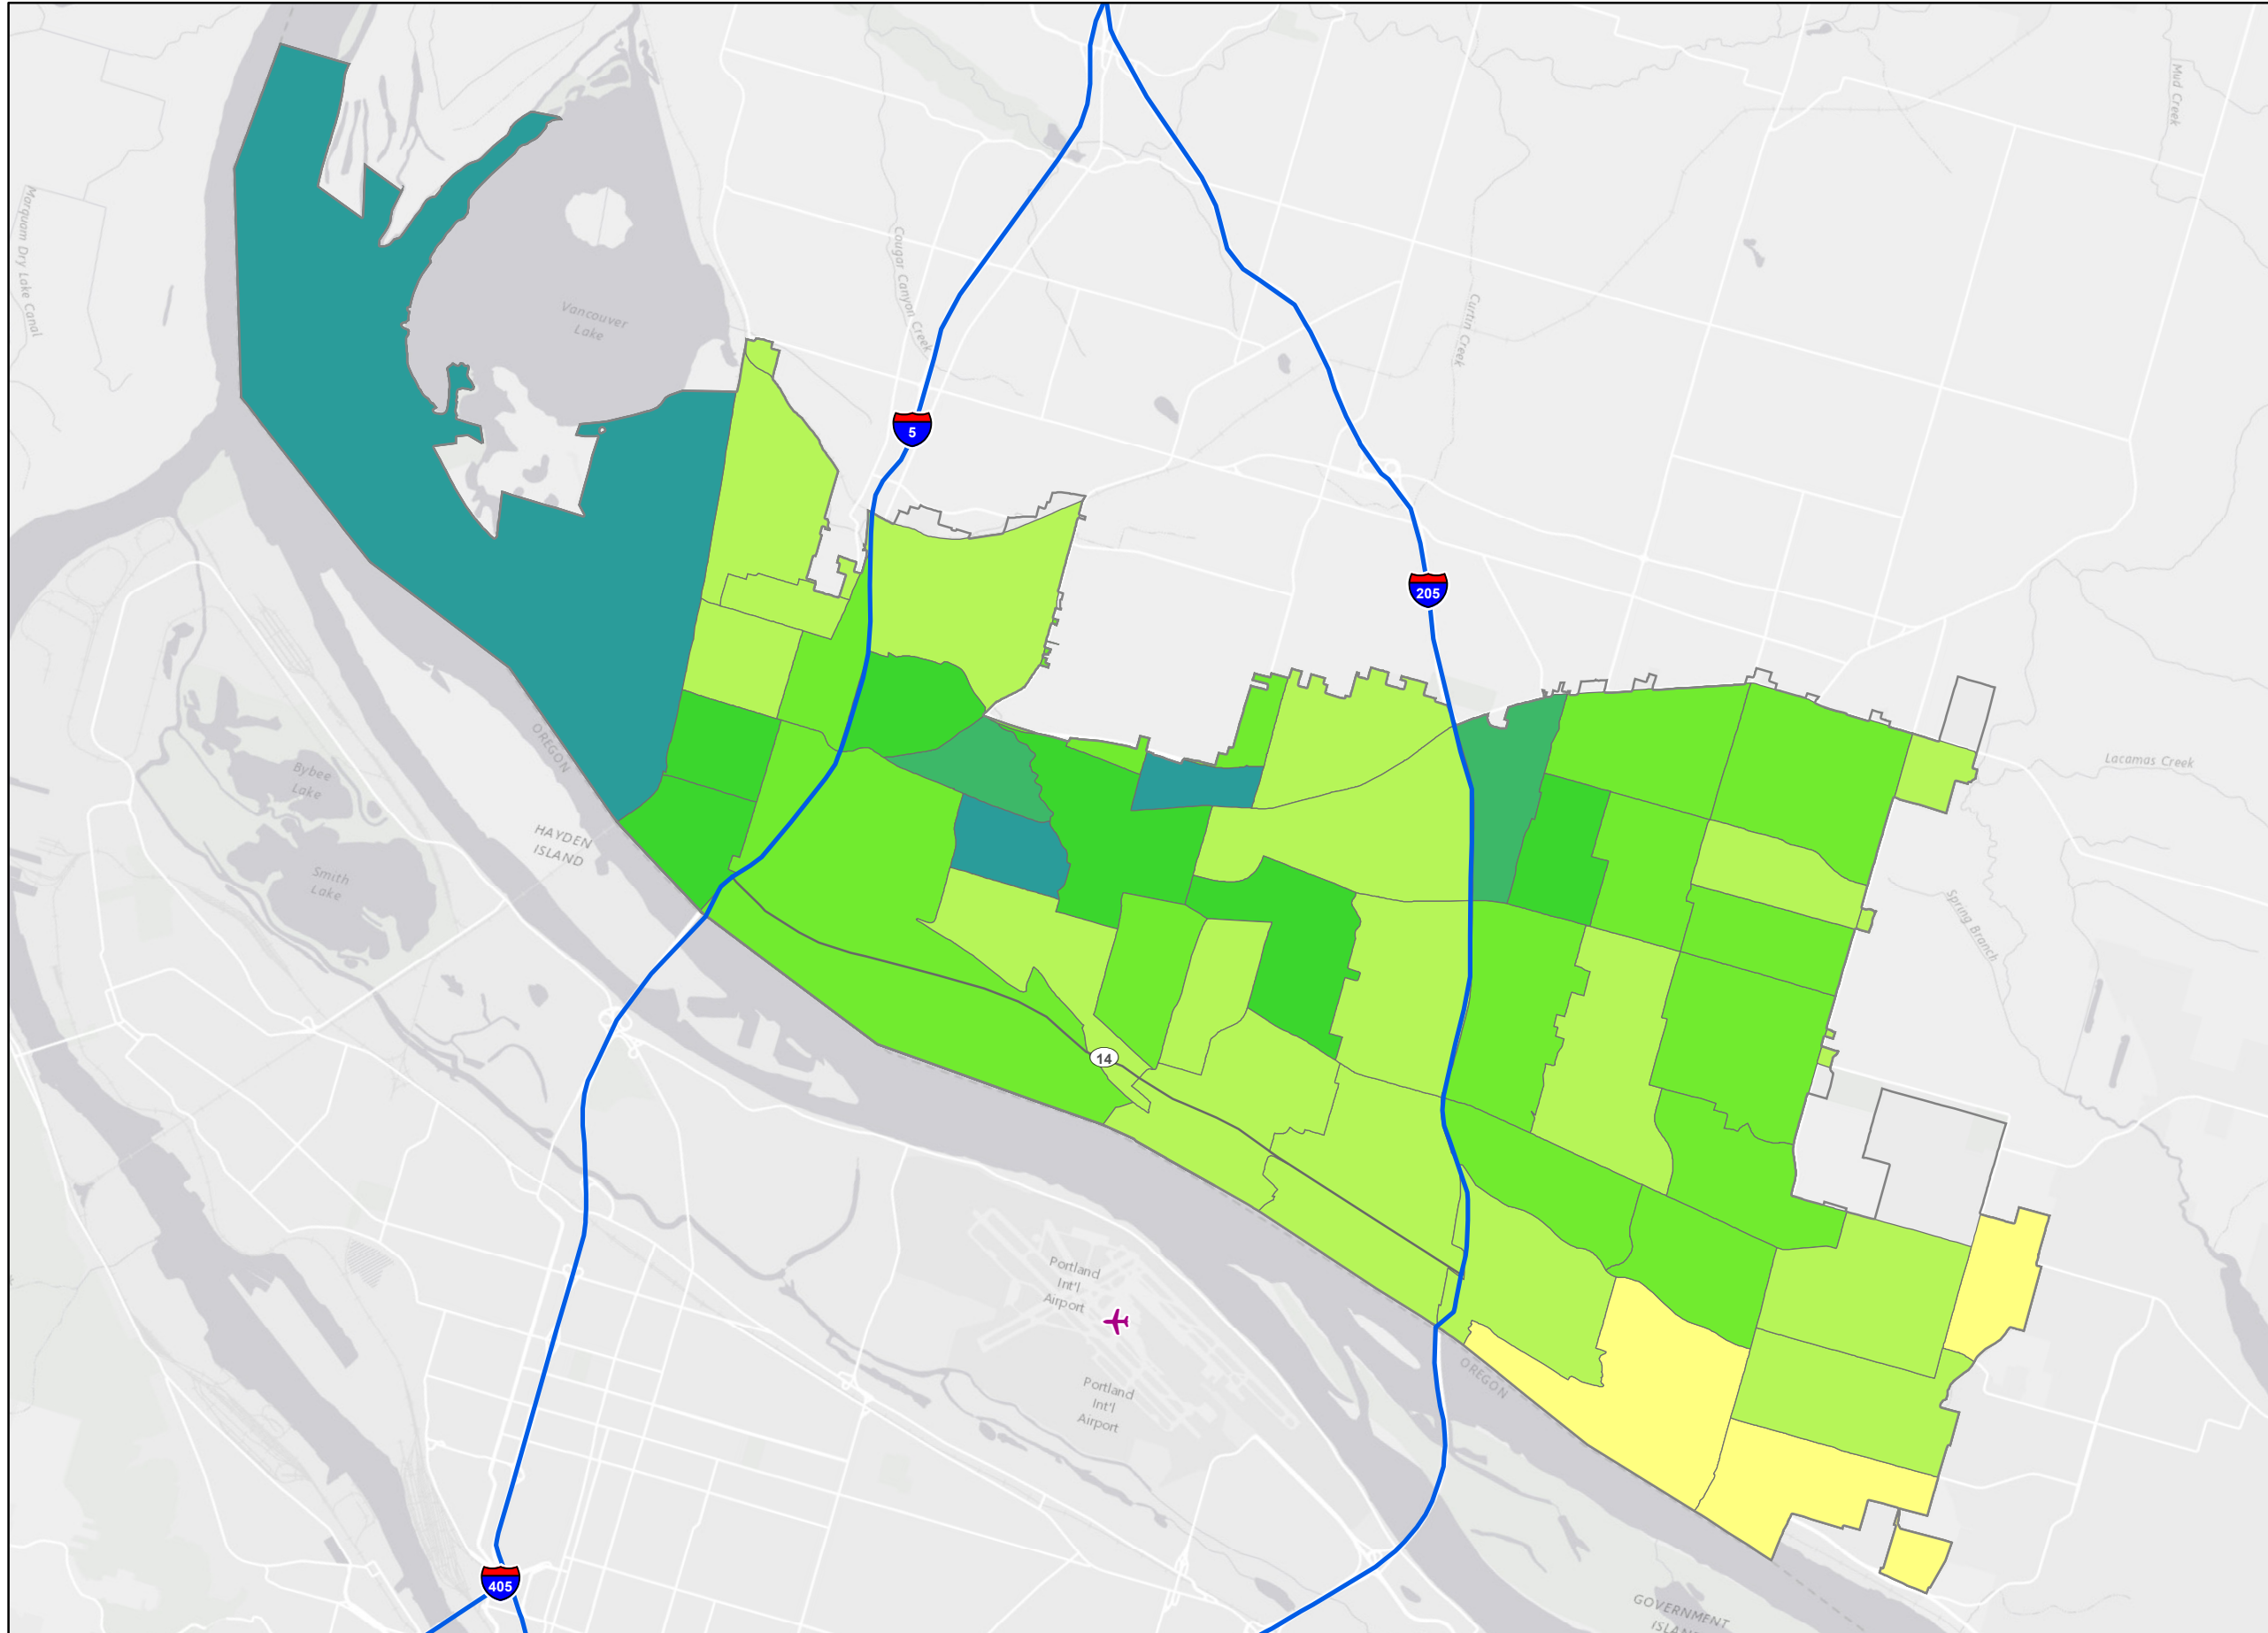 Mud Creek
Marquam Dry Lake Canal
Cougar Canyon Creek
Vancouver
Lake
Curtin Creek
5
205
OREGON
Bybee
Lake
HAYDEN
ISLAND
Smith
Lake
Lacamas Creek
Spring Branch
14
Portland
Int'l
Airport
Portland
Int'l
Airport
OREGON
405
GOVERNMENT
ISLAND